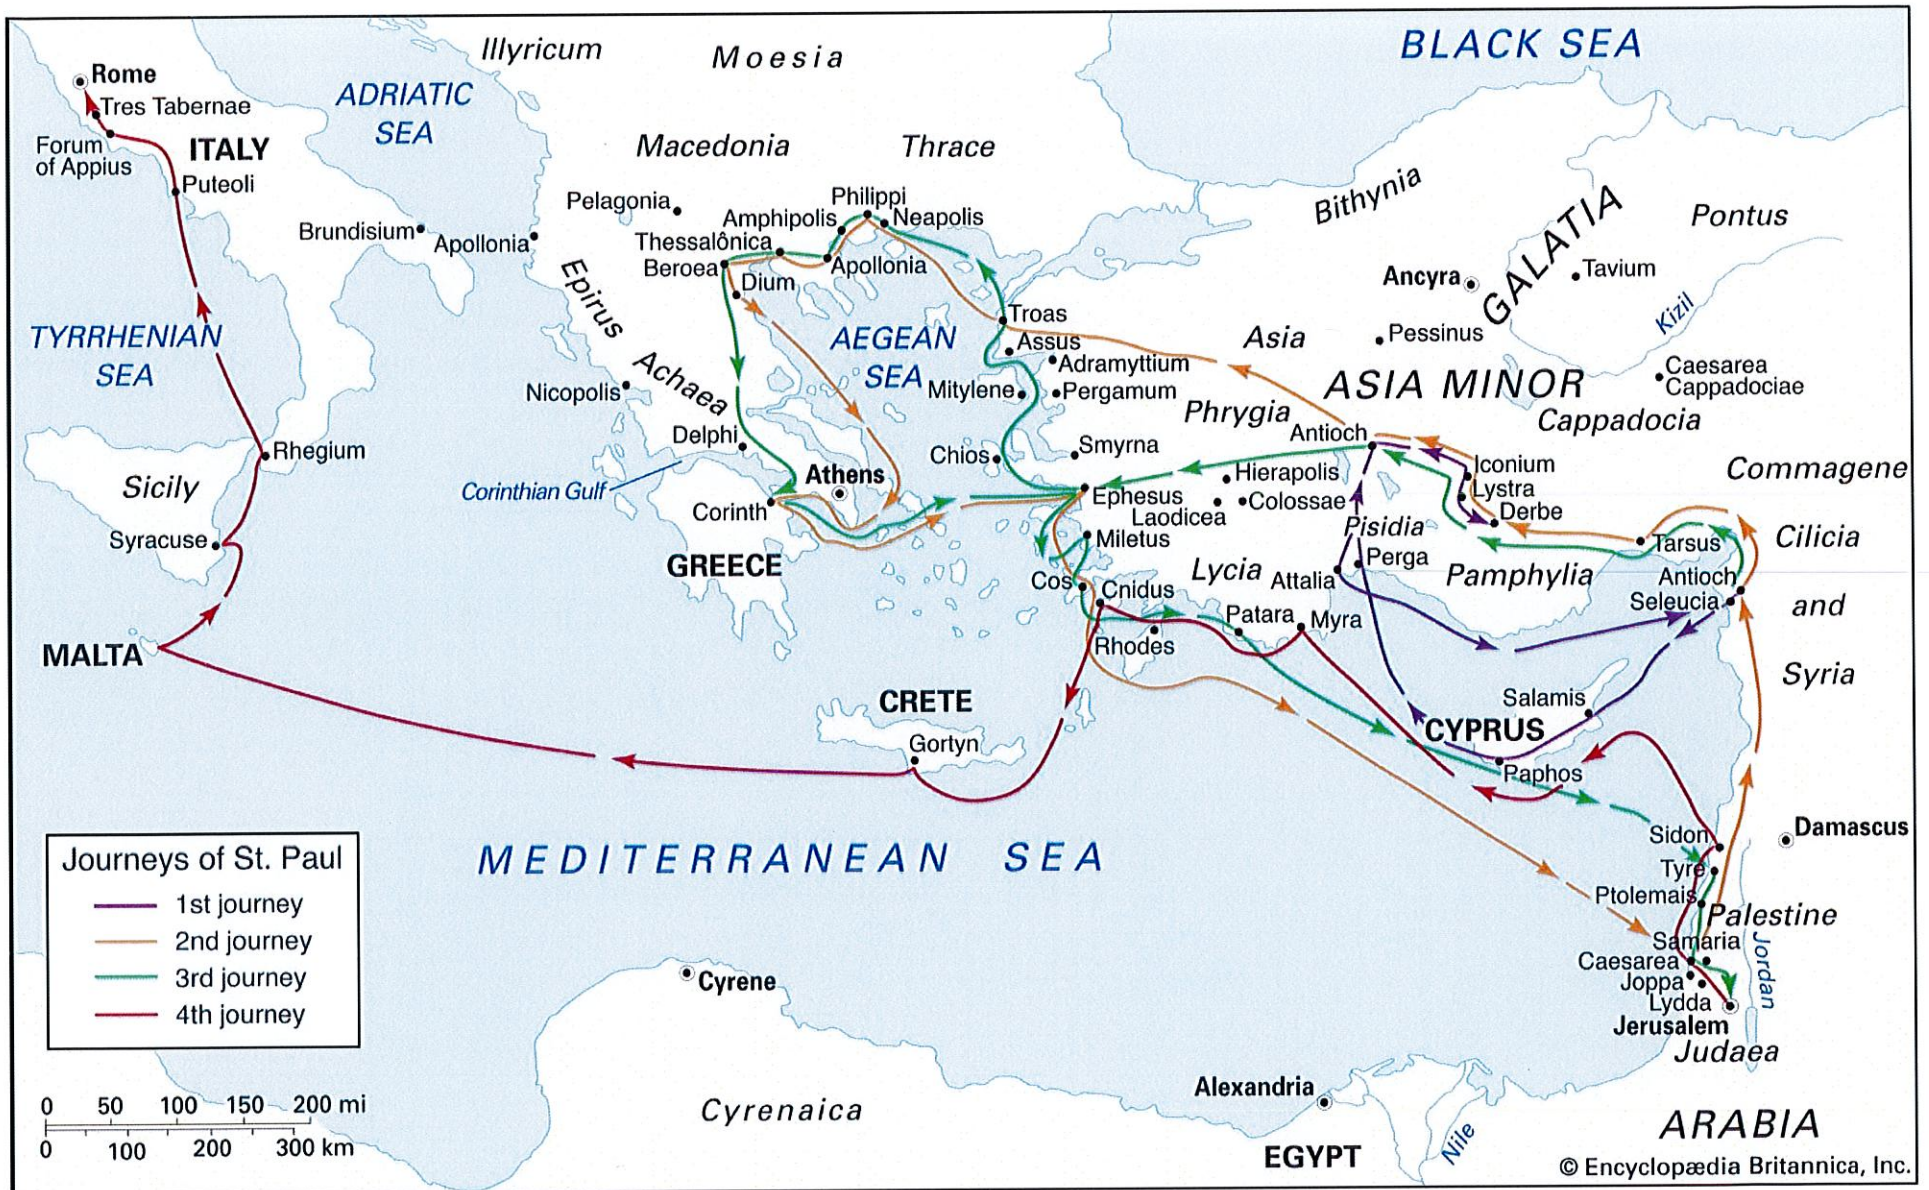 Illyricum
Moesia
BLACK SEA
Rome
ADRIATIC
SEA
Tres Tabernae
Forum
of Appius
ITALY
Macedonia
Thrace
Puteoli
Bithynia
GALATIA
Pontus
Pelagonia
Philippi
Amphipolis
Neapolis
Brundisium
Apollonia
Thessalônica
Beroea
Apollonia
Dium
Epirus
Ancyra
Tavium
Kizil
TYRRHENIAN
SEA
AEGEAN
SEA
Troas
Assus
Asia
Pessinus
Adramyttium
Caesarea
Cappadociae
Achaea
Nicopolis
Mitylene
Pergamum
ASIA MINOR
Phrygia
Cappadocia
Delphi
Antioch
Rhegium
Chios
Smyrna
Sicily
Corinthian Gulf
Athens
Hierapolis
Iconium
Commagene
Corinth
Ephesus
Laodicea
Colossae
Lystra
Derbe
Syracuse
Miletus
Pisidia
Tarsus
Cilicia
GREECE
Perga
Lycia
Attalia
Pamphylia
Antioch
Cos
Cnidus
Seleucia
and
Patara
Myra
Rhodes
MALTA
Syria
CRETE
Salamis
CYPRUS
Gortyn
Paphos
Damascus
Sidon
Tyre
MEDITERRANEAN SEA
Journeys of St. Paul
1st journey
2nd journey
3rd journey
4th journey
Ptolemais
Palestine
Samaria
Jordan
Caesarea
Joppa
Lydda
Jerusalem
Judaea
Cyrene
Alexandria
Cyrenaica
Nile
EGYPT
ARABIA
0 50 100 150 200 mi
0 100 200 300 km
© Encyclopædia Britannica, Inc.